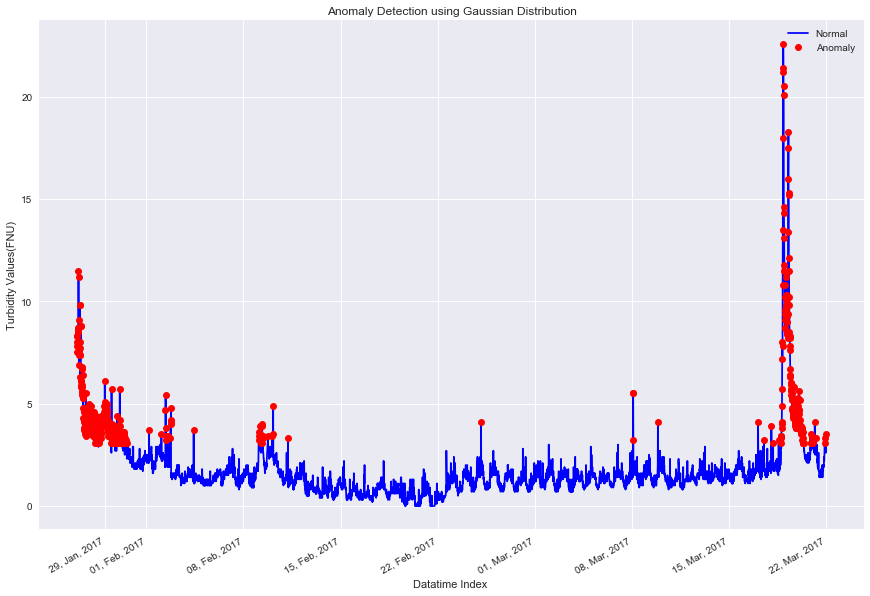 Anomaly Detection using Gaussian Distribution
Normal
Anomaly
Turbidity Values(FNU)
20
15
10
5
0
29, Jan, 2017
01, Feb, 2017
08, Feb, 2017
15, Feb, 2017
22, Feb, 2017
01, Mar, 2017
08, Mar, 2017
15, Mar, 2017
22, Mar, 2017
Datatime Index